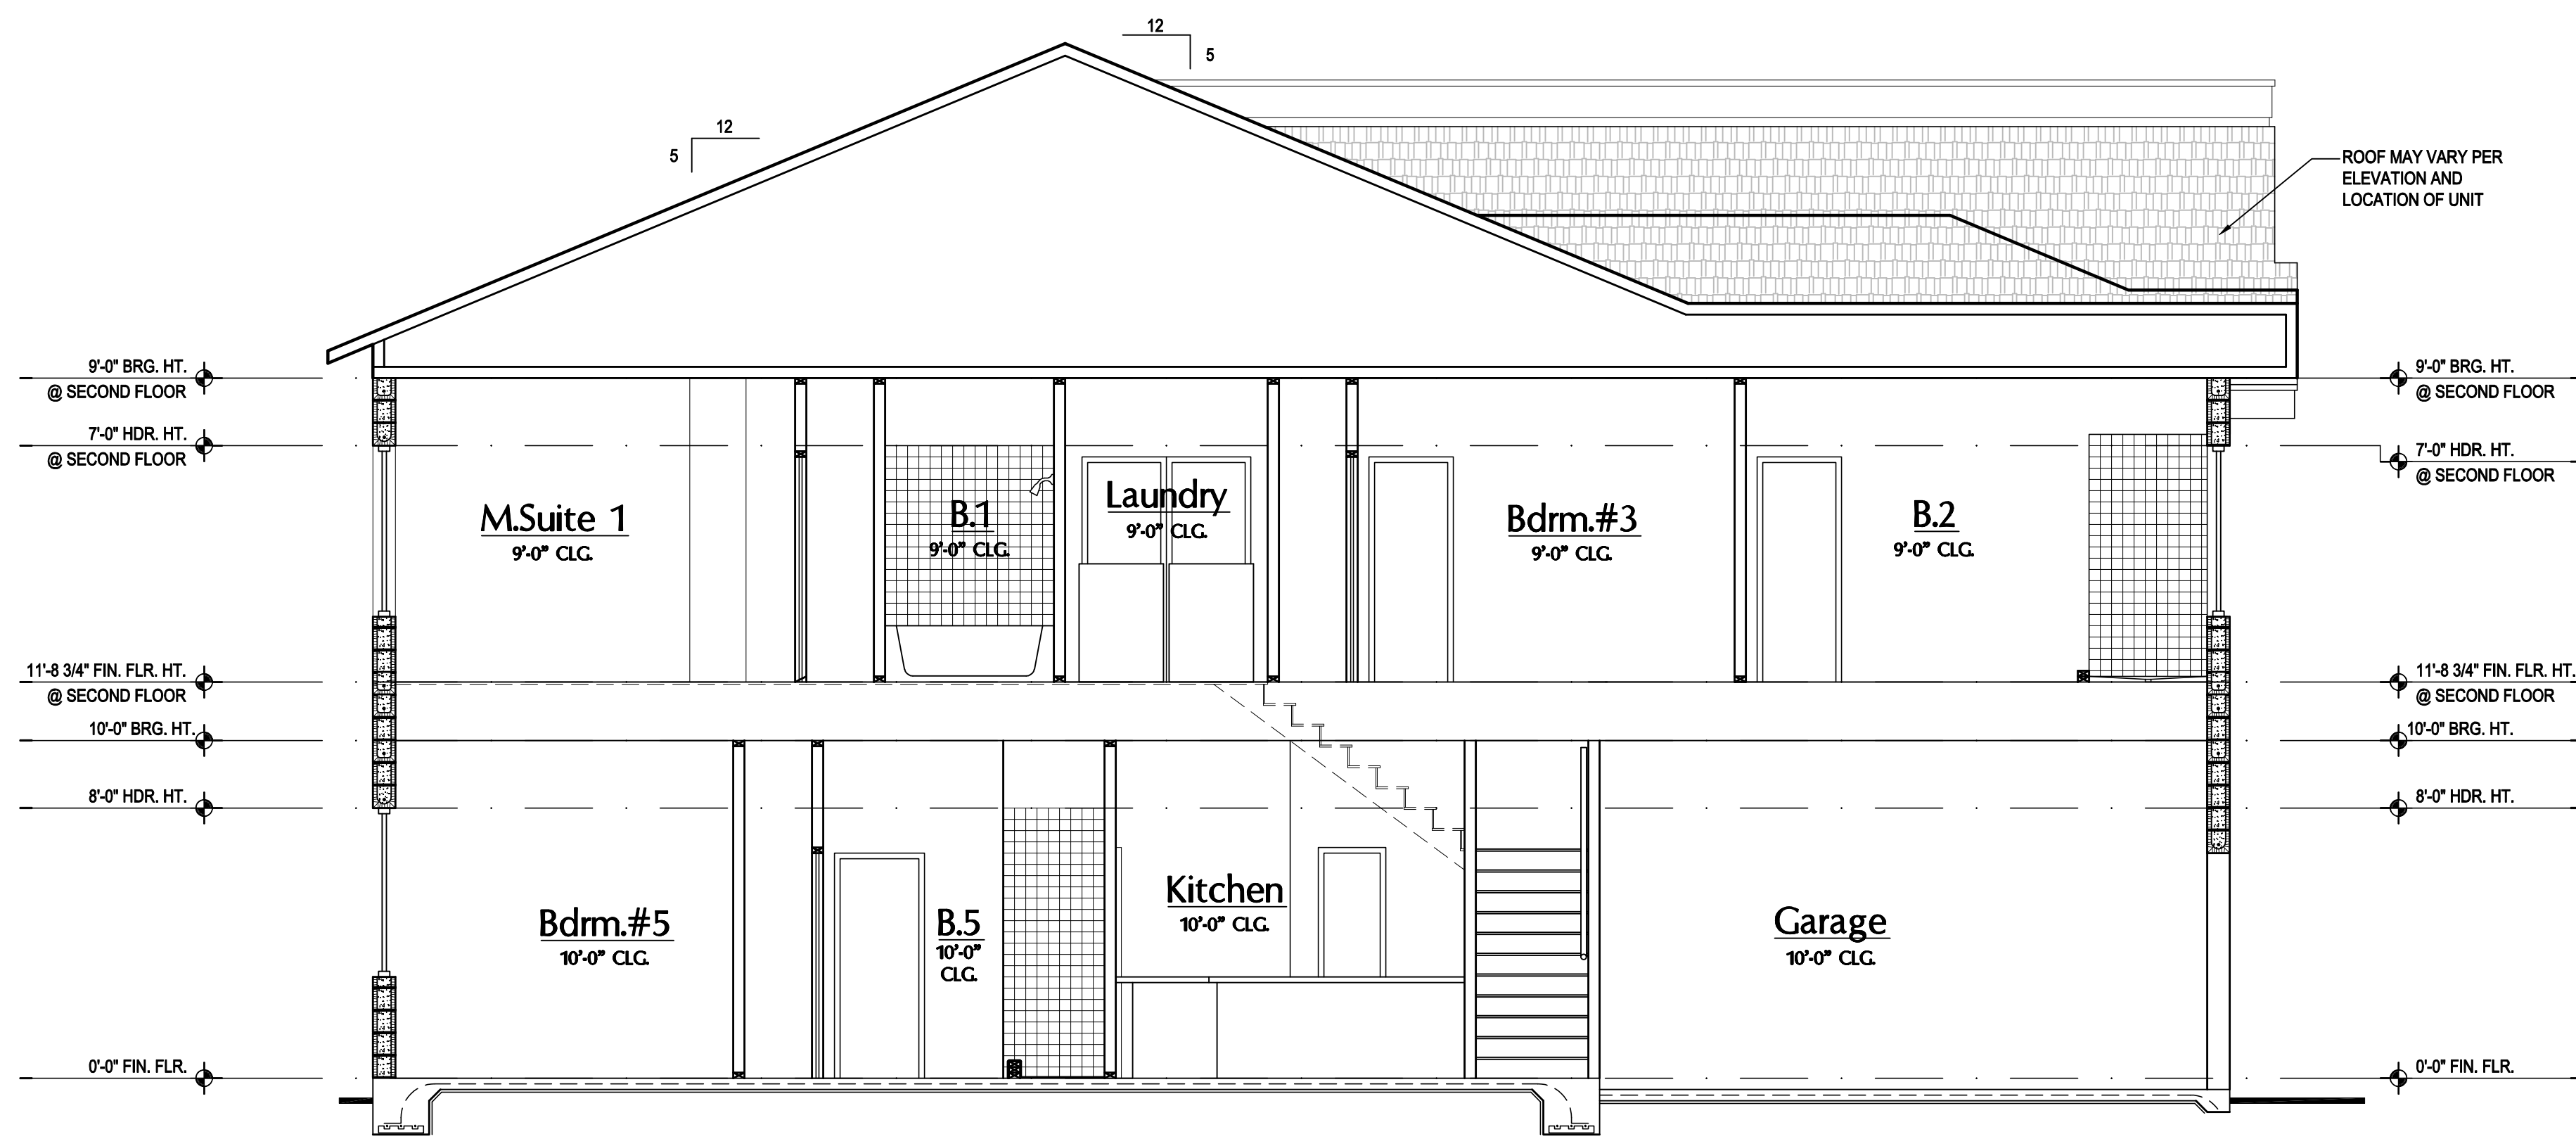 12
5
12
5
ROOF MAY VARY PER
ELEVATION AND
LOCATION OF UNIT
9'-0" BRG. HT.
@ SECOND FLOOR
9'-0" BRG. HT.
@ SECOND FLOOR
7'-0" HDR. HT.
@ SECOND FLOOR
7'-0" HDR. HT.
@ SECOND FLOOR
M.Suite 1
9'-0" CLG.
B.1
9'-0" CLG.
Laundry
9'-0" CLG.
Bdrm.#3
9'-0" CLG.
B.2
9'-0" CLG.
11'-8 3/4" FIN. FLR. HT.
@ SECOND FLOOR
11'-8 3/4" FIN. FLR. HT.
@ SECOND FLOOR
10'-0" BRG. HT.
10'-0" BRG. HT.
8'-0" HDR. HT.
8'-0" HDR. HT.
Bdrm.#5
10'-0" CLG.
B.5
10'-0"
CLG.
Kitchen
10'-0" CLG.
Garage
10'-0" CLG.
0'-0" FIN. FLR.
0'-0" FIN. FLR.